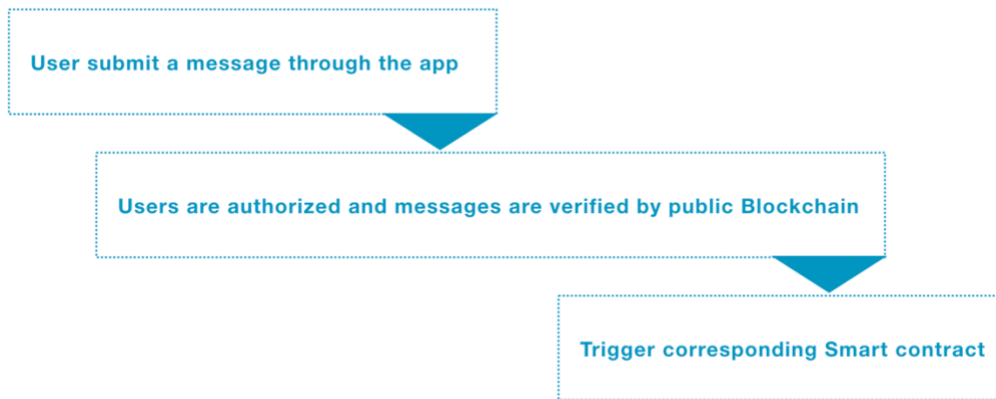 User submit a message through the app
Users are authorized and messages are verified by public Blockchain
Trigger corresponding Smart contract